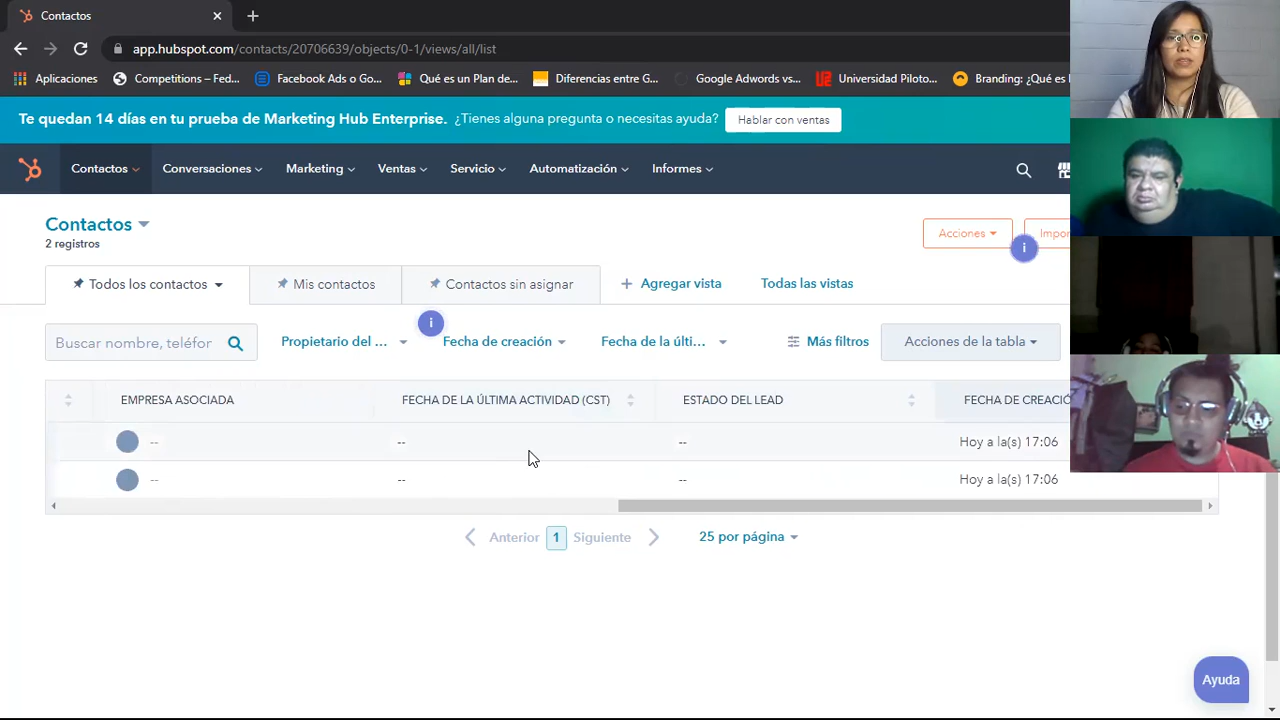 Contactos
app.hubspot.com/contacts/20706639/objects/0-1/views/all/list
Aplicaciones
Competitions – Fed...
Facebook Ads o Go...
Qué es un Plan de...
Diferencias entre G...
Google Adwords vs...
Universidad Piloto...
Branding: ¿Qué es
Te quedan 14 días en tu prueba de Marketing Hub Enterprise.
¿Tienes alguna pregunta o necesitas ayuda?
Hablar con ventas
Contactos
Conversaciones
Marketing
Ventas
Servicio
Automatización
Informes
Contactos
2 registros
Acciones
Impor
i
Todos los contactos
Mis contactos
Contactos sin asignar
+ Agregar vista
Todas las vistas
Buscar nombre, teléfor
Propietario del ...
i
Fecha de creación
Fecha de la últi...
Más filtros
Acciones de la tabla
EMPRESA ASOCIADA
FECHA DE LA ÚLTIMA ACTIVIDAD (CST)
ESTADO DEL LEAD
FECHA DE CREACIÓ
-- -- -- Hoy a la(s) 17:06
-- -- -- Hoy a la(s) 17:06
Anterior 1 Siguiente
25 por página
Ayuda